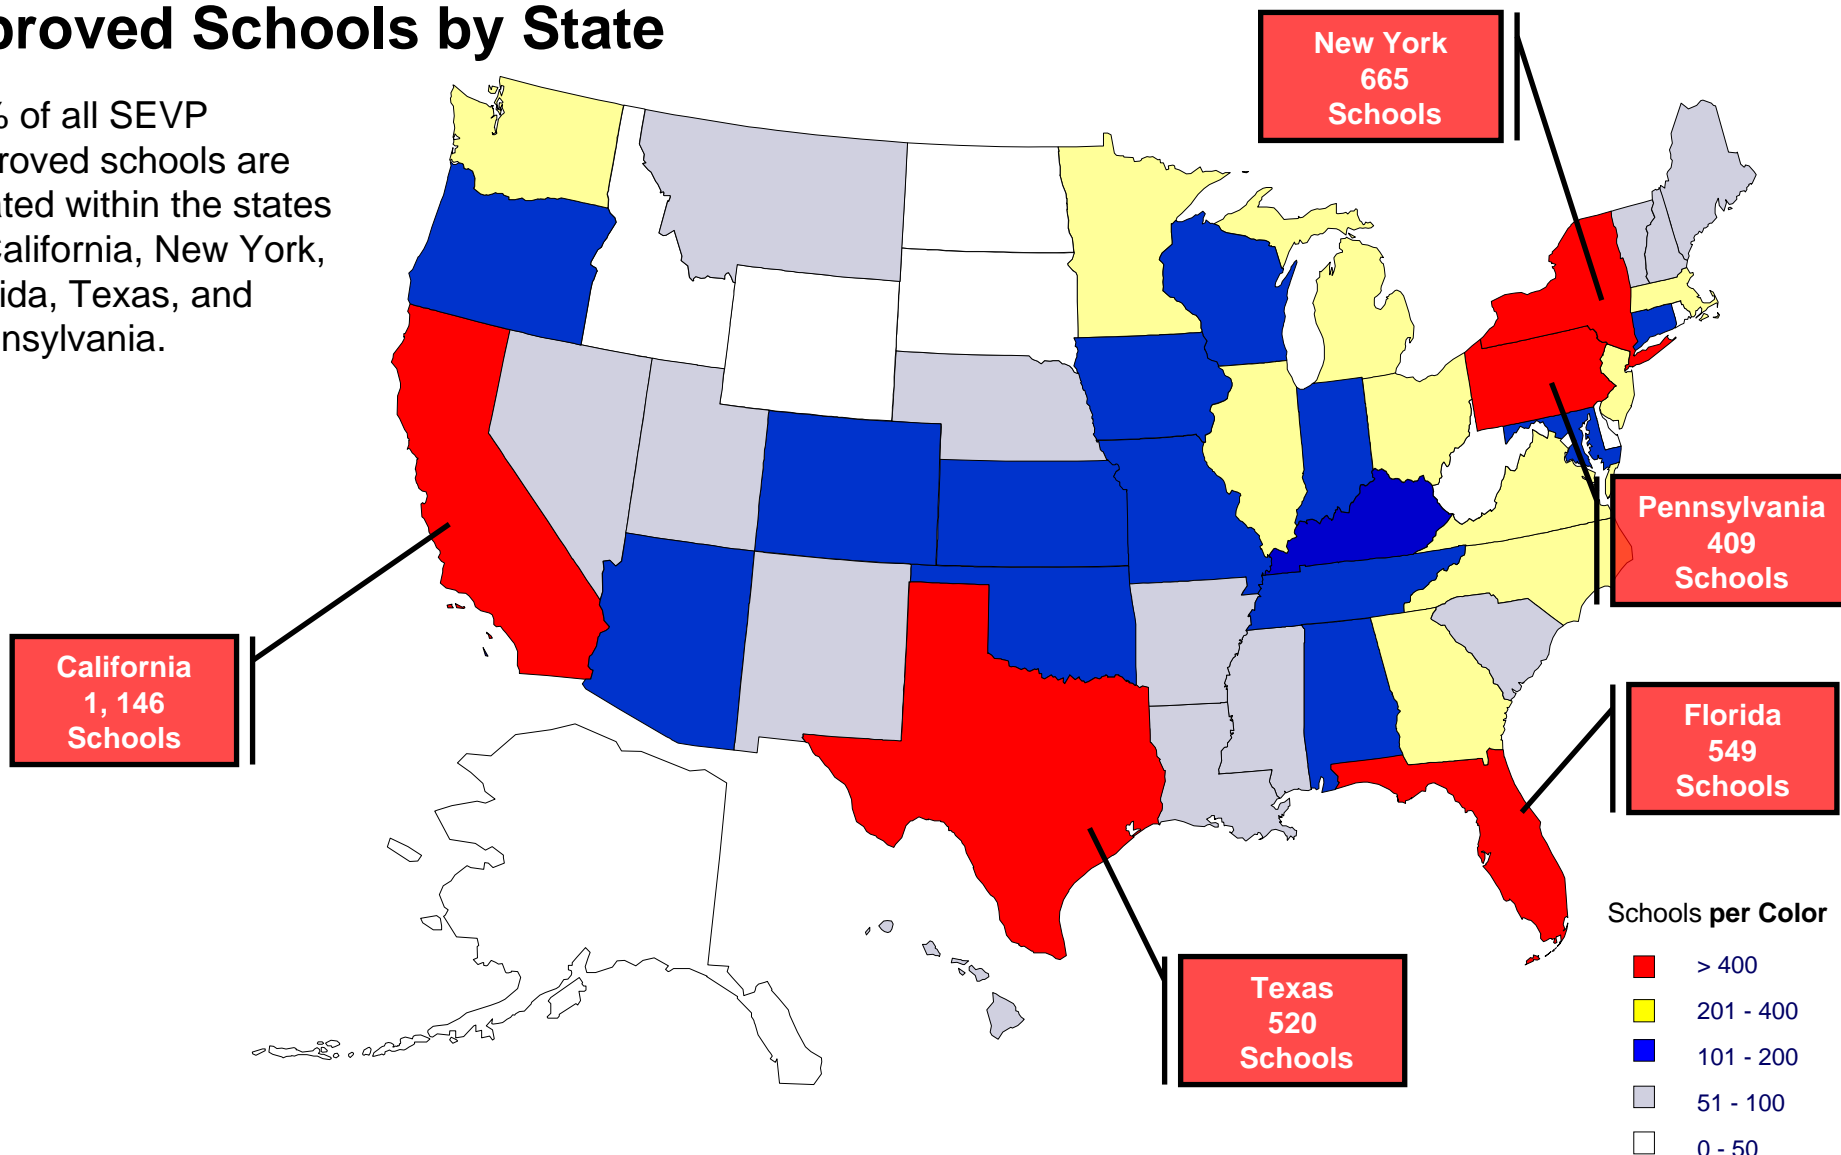 proved Schools by State
% of all SEVP
roved schools are
ated within the states
California, New York,
ida, Texas, and
nsylvania.
New York
665
Schools
Pennsylvania
409
Schools
California
1, 146
Schools
Florida
549
Schools
Texas
520
Schools
Schools per Color
> 400
201 - 400
101 - 200
51 - 100
0 - 50